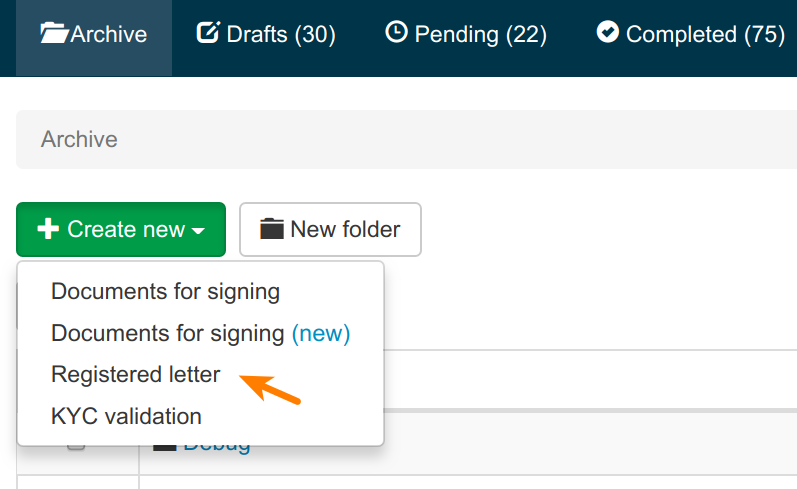 Archive
Drafts (30)
Pending (22)
Completed (75)
Archive
Create new
New folder
Documents for signing
Documents for signing (new)
Registered letter
KYC validation
Debug